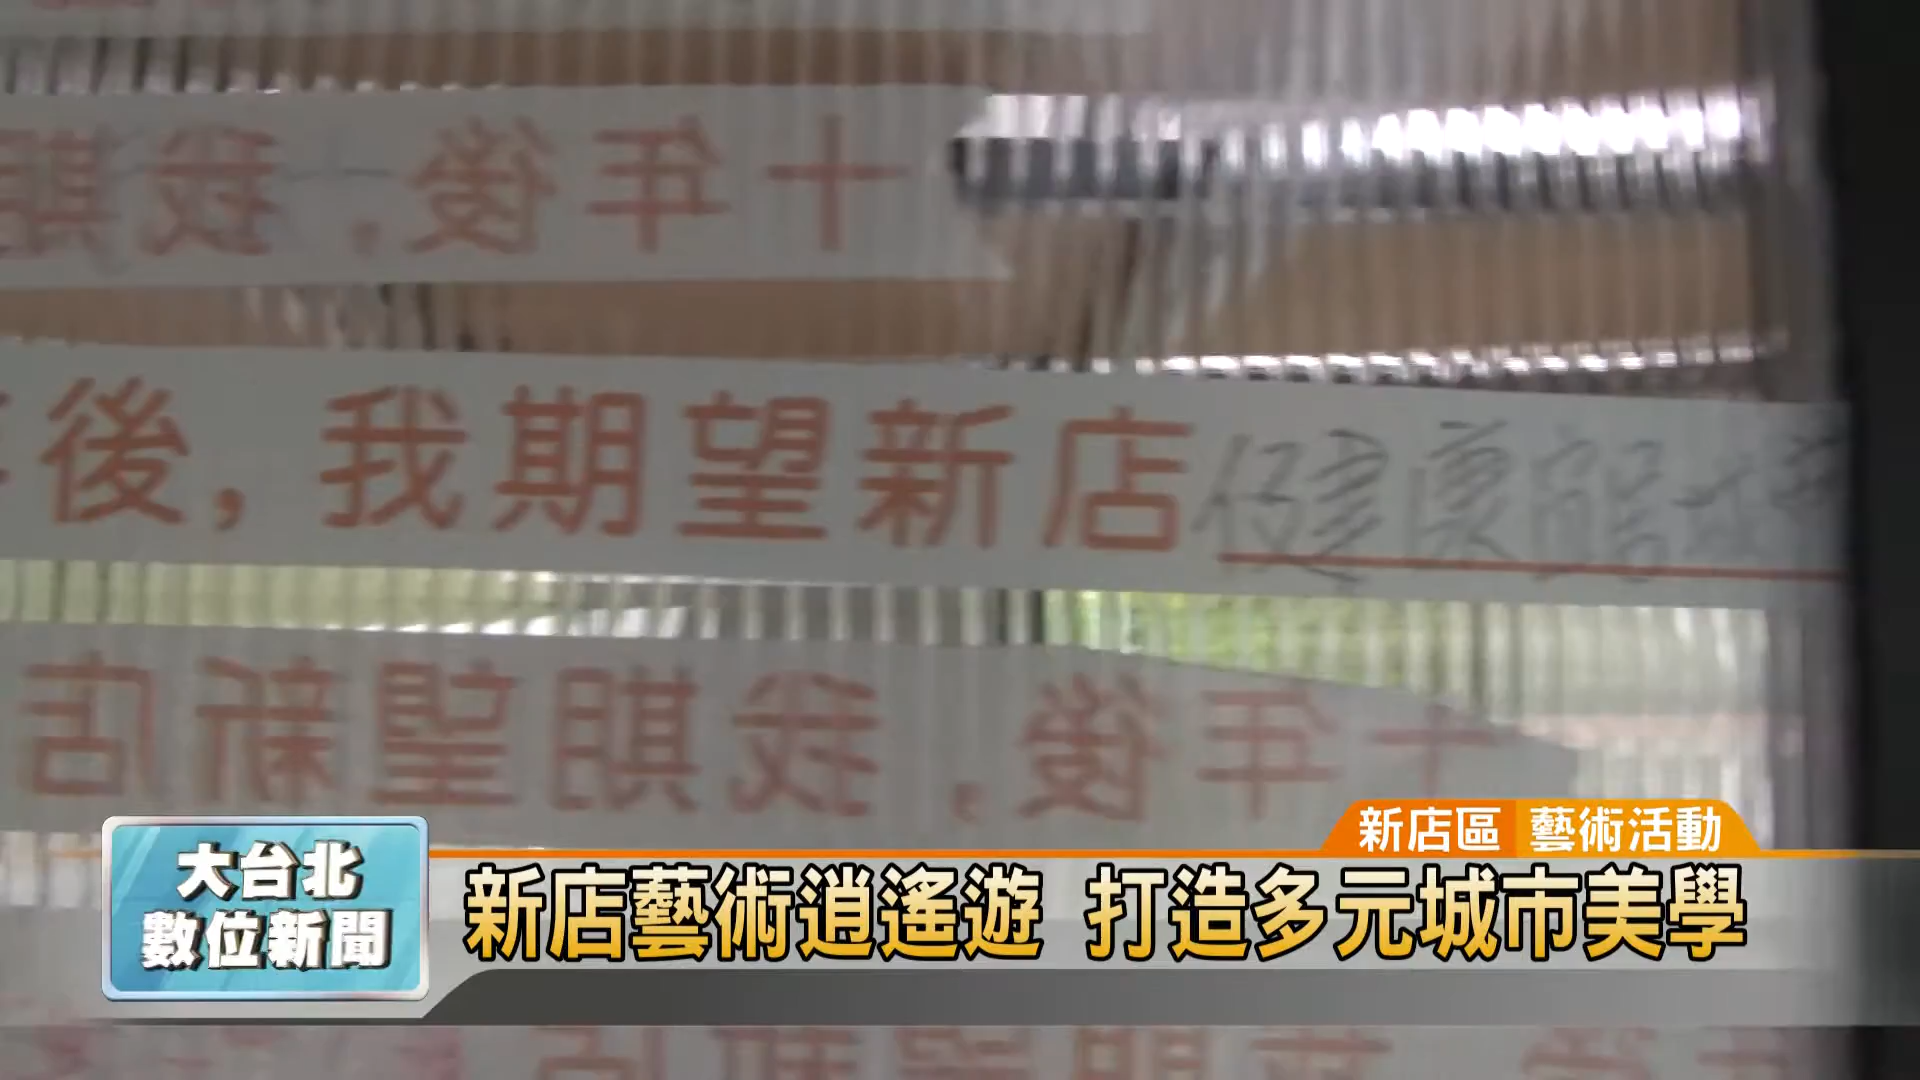 十年後，我期
後，我期望新店健康
十年後，我期望新店
新店區 藝術活動
大台北
數位新聞
新店藝術逍遙遊 打造多元城市美學